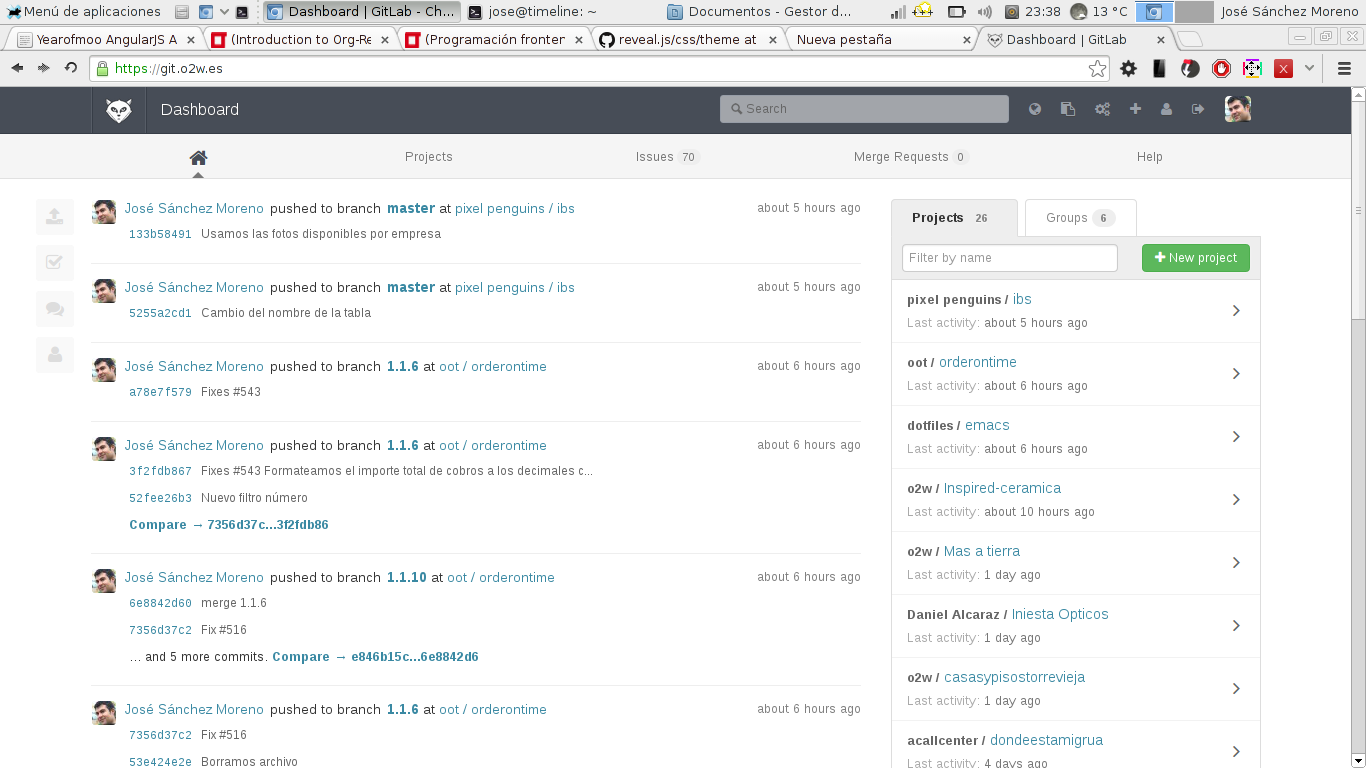 Menú de aplicaciones
Dashboard | GitLab - Ch...
jose@timeline: ~
Documentos - Gestor d...
23:38
13 °C
José Sánchez Moreno
Yearofmoo AngularJS A
(Introduction to Org-Re
(Programación fronter
reveal.js/css/theme at
Nueva pestaña
Dashboard | GitLab
https://git.o2w.es
Dashboard
Search
Projects
Issues 70
Merge Requests 0
Help
José Sánchez Moreno pushed to branch master at pixel penguins / ibs
about 5 hours ago
133b58491 Usamos las fotos disponibles por empresa
José Sánchez Moreno pushed to branch master at pixel penguins / ibs
about 5 hours ago
5255a2cd1 Cambio del nombre de la tabla
José Sánchez Moreno pushed to branch 1.1.6 at oot / orderontime
about 6 hours ago
a78e7f579 Fixes #543
José Sánchez Moreno pushed to branch 1.1.6 at oot / orderontime
about 6 hours ago
3f2fdb867 Fixes #543 Formateamos el importe total de cobros a los decimales c...
52fee26b3 Nuevo filtro número
Compare → 7356d37c...3f2fdb86
José Sánchez Moreno pushed to branch 1.1.10 at oot / orderontime
about 6 hours ago
6e8842d60 merge 1.1.6
7356d37c2 Fix #516
... and 5 more commits. Compare → e846b15c...6e8842d6
José Sánchez Moreno pushed to branch 1.1.6 at oot / orderontime
about 6 hours ago
7356d37c2 Fix #516
53e424e2e Borramos archivo
Projects 26
Groups 6
Filter by name
New project
pixel penguins / ibs
Last activity: about 5 hours ago
oot / orderontime
Last activity: about 6 hours ago
dotfiles / emacs
Last activity: about 6 hours ago
o2w / Inspired-ceramica
Last activity: about 10 hours ago
o2w / Mas a tierra
Last activity: 1 day ago
Daniel Alcaraz / Iniesta Opticos
Last activity: 1 day ago
o2w / casasypisostorrevieja
Last activity: 1 day ago
acallcenter / dondeestamigrua
Last activity: 4 days ago